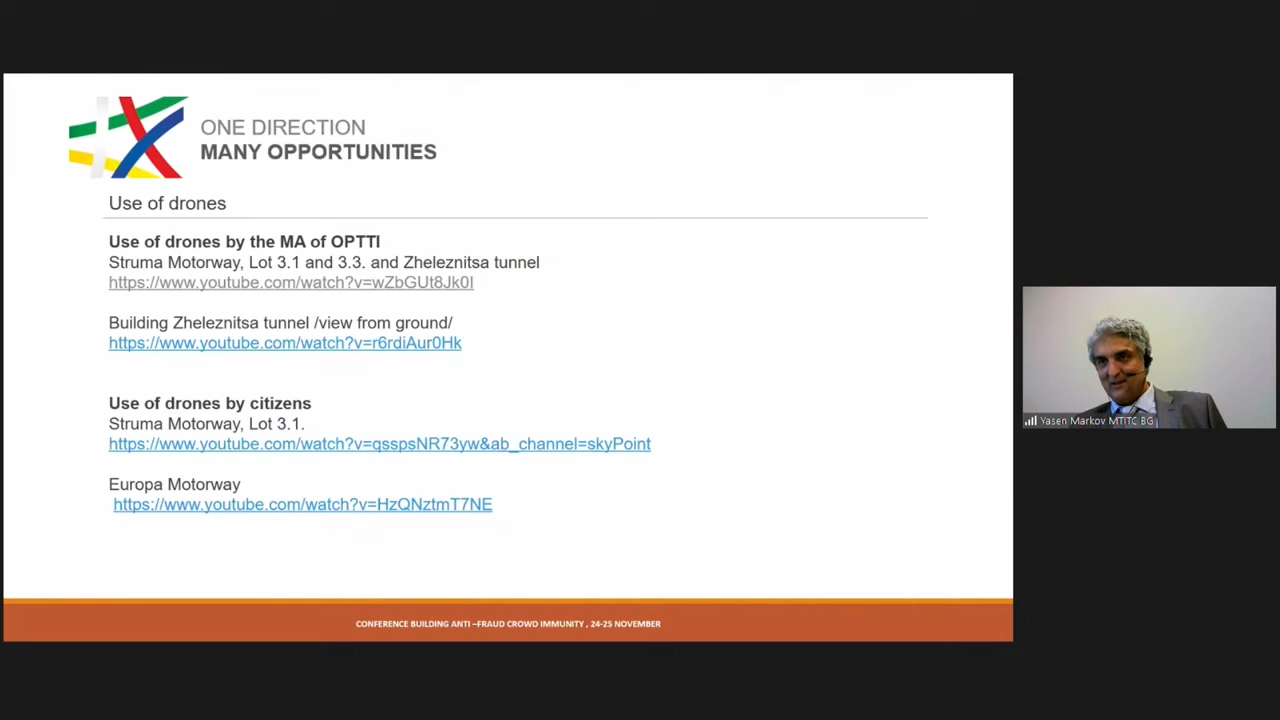 ONE DIRECTION
MANY OPPORTUNITIES
Use of drones
Use of drones by the MA of OPTTI
Struma Motorway, Lot 3.1 and 3.3. and Zheleznitsa tunnel
https://www.youtube.com/watch?v=wZbGUt8Jk0I
Building Zheleznitsa tunnel /view from ground/
https://www.youtube.com/watch?v=r6rdiAur0Hk
Use of drones by citizens
Struma Motorway, Lot 3.1.
https://www.youtube.com/watch?v=qsspsNR73yw&ab_channel=skyPoint
Europa Motorway
https://www.youtube.com/watch?v=HzQNztmT7NE
CONFERENCE BUILDING ANTI –FRAUD CROWD IMMUNITY , 24-25 NOVEMBER
Yasen Markov MTITC BG